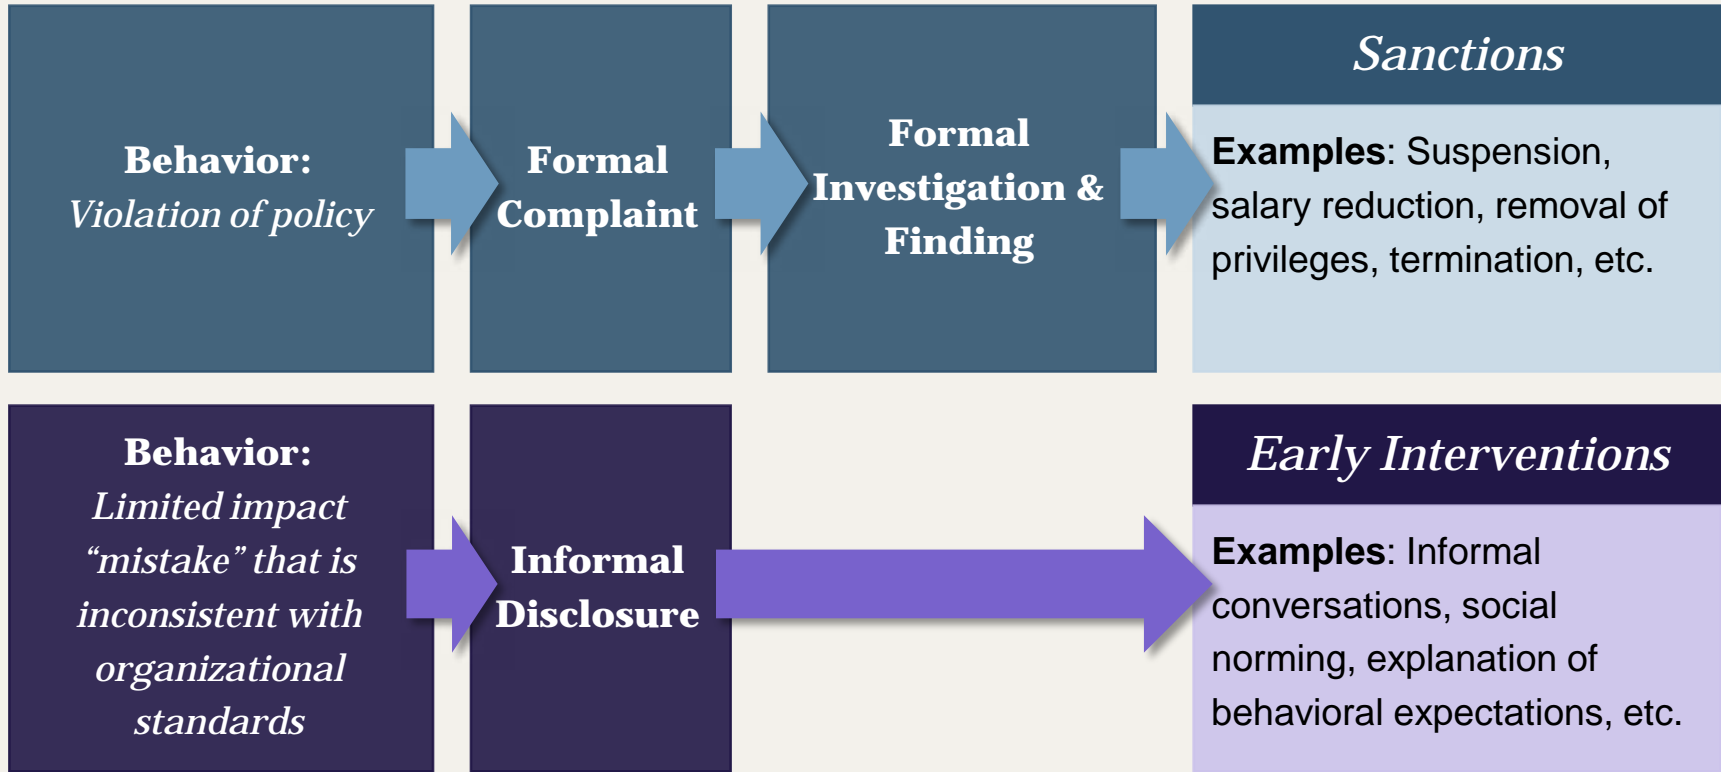 Behavior:
Violation of policy
Formal
Complaint
Formal
Investigation &
Finding
Sanctions
Examples: Suspension,
salary reduction, removal of
privileges, termination, etc.
Behavior:
Limited impact
“mistake” that is
inconsistent with
organizational
standards
Informal
Disclosure
Early Interventions
Examples: Informal
conversations, social
norming, explanation of
behavioral expectations, etc.